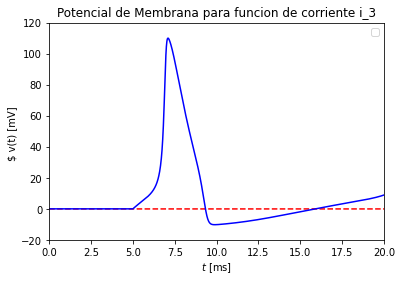 Potencial de Membrana para funcion de corriente i_3
120
100
80
60
40
20
0
−20
$ v(t) [mV]
0.0 2.5 5.0 7.5 10.0 12.5 15.0 17.5 20.0
t [ms]